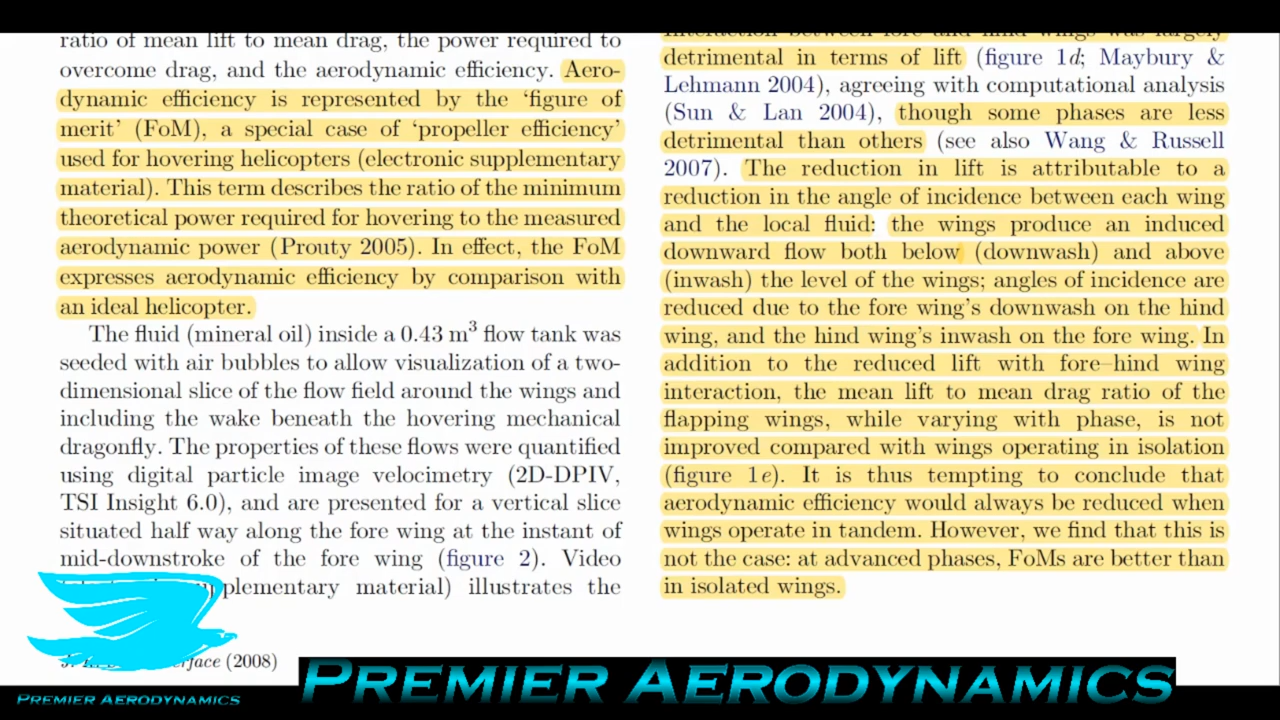 ratio of mean lift to mean drag, the power required to
overcome drag, and the aerodynamic efficiency. Aero-
dynamic efficiency is represented by the ‘figure of
merit’ (FoM), a special case of ‘propeller efficiency’
used for hovering helicopters (electronic supplementary
material). This term describes the ratio of the minimum
theoretical power required for hovering to the measured
aerodynamic power (Prouty 2005). In effect, the FoM
expresses aerodynamic efficiency by comparison with
an ideal helicopter.
The fluid (mineral oil) inside a 0.43 m³ flow tank was
seeded with air bubbles to allow visualization of a two-
dimensional slice of the flow field around the wings and
including the wake beneath the hovering mechanical
dragonfly. The properties of these flows were quantified
using digital particle image velocimetry (2D-DPIV,
TSI Insight 6.0), and are presented for a vertical slice
situated half way along the fore wing at the instant of
mid-downstroke of the fore wing (figure 2). Video
plementary material) illustrates the
(2008)
interaction between fore and hind wings was largely
detrimental in terms of lift (figure 1d; Maybury &
Lehmann 2004), agreeing with computational analysis
(Sun & Lan 2004), though some phases are less
detrimental than others (see also Wang & Russell
2007). The reduction in lift is attributable to a
reduction in the angle of incidence between each wing
and the local fluid: the wings produce an induced
downward flow both below (downwash) and above
(inwash) the level of the wings; angles of incidence are
reduced due to the fore wing’s downwash on the hind
wing, and the hind wing’s inwash on the fore wing. In
addition to the reduced lift with fore–hind wing
interaction, the mean lift to mean drag ratio of the
flapping wings, while varying with phase, is not
improved compared with wings operating in isolation
(figure 1e). It is thus tempting to conclude that
aerodynamic efficiency would always be reduced when
wings operate in tandem. However, we find that this is
not the case: at advanced phases, FoMs are better than
in isolated wings.
PREMIER AERODYNAMICS
PREMIER AERODYNAMICS